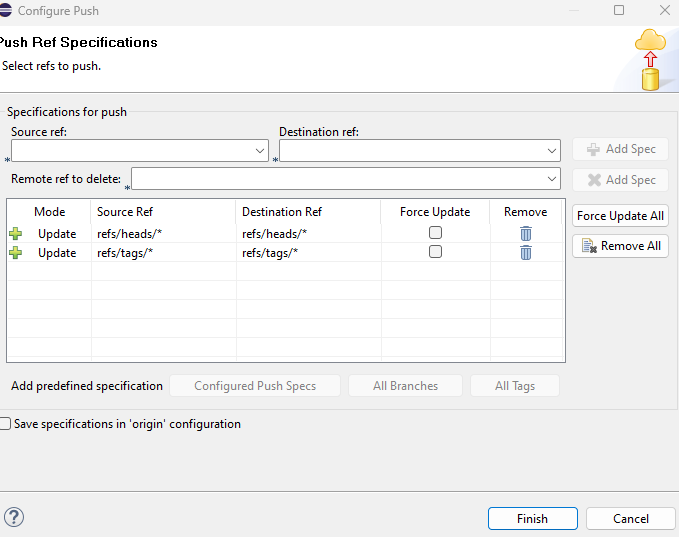 Configure Push
Push Ref Specifications
Select refs to push.
Specifications for push
Source ref:
Destination ref:
* * Add Spec
Remote ref to delete: * Add Spec
Mode Source Ref Destination Ref Force Update Remove
Update refs/heads/* refs/heads/*
Update refs/tags/* refs/tags/*
Force Update All
Remove All
Add predefined specification Configured Push Specs All Branches All Tags
Save specifications in 'origin' configuration
? Finish Cancel